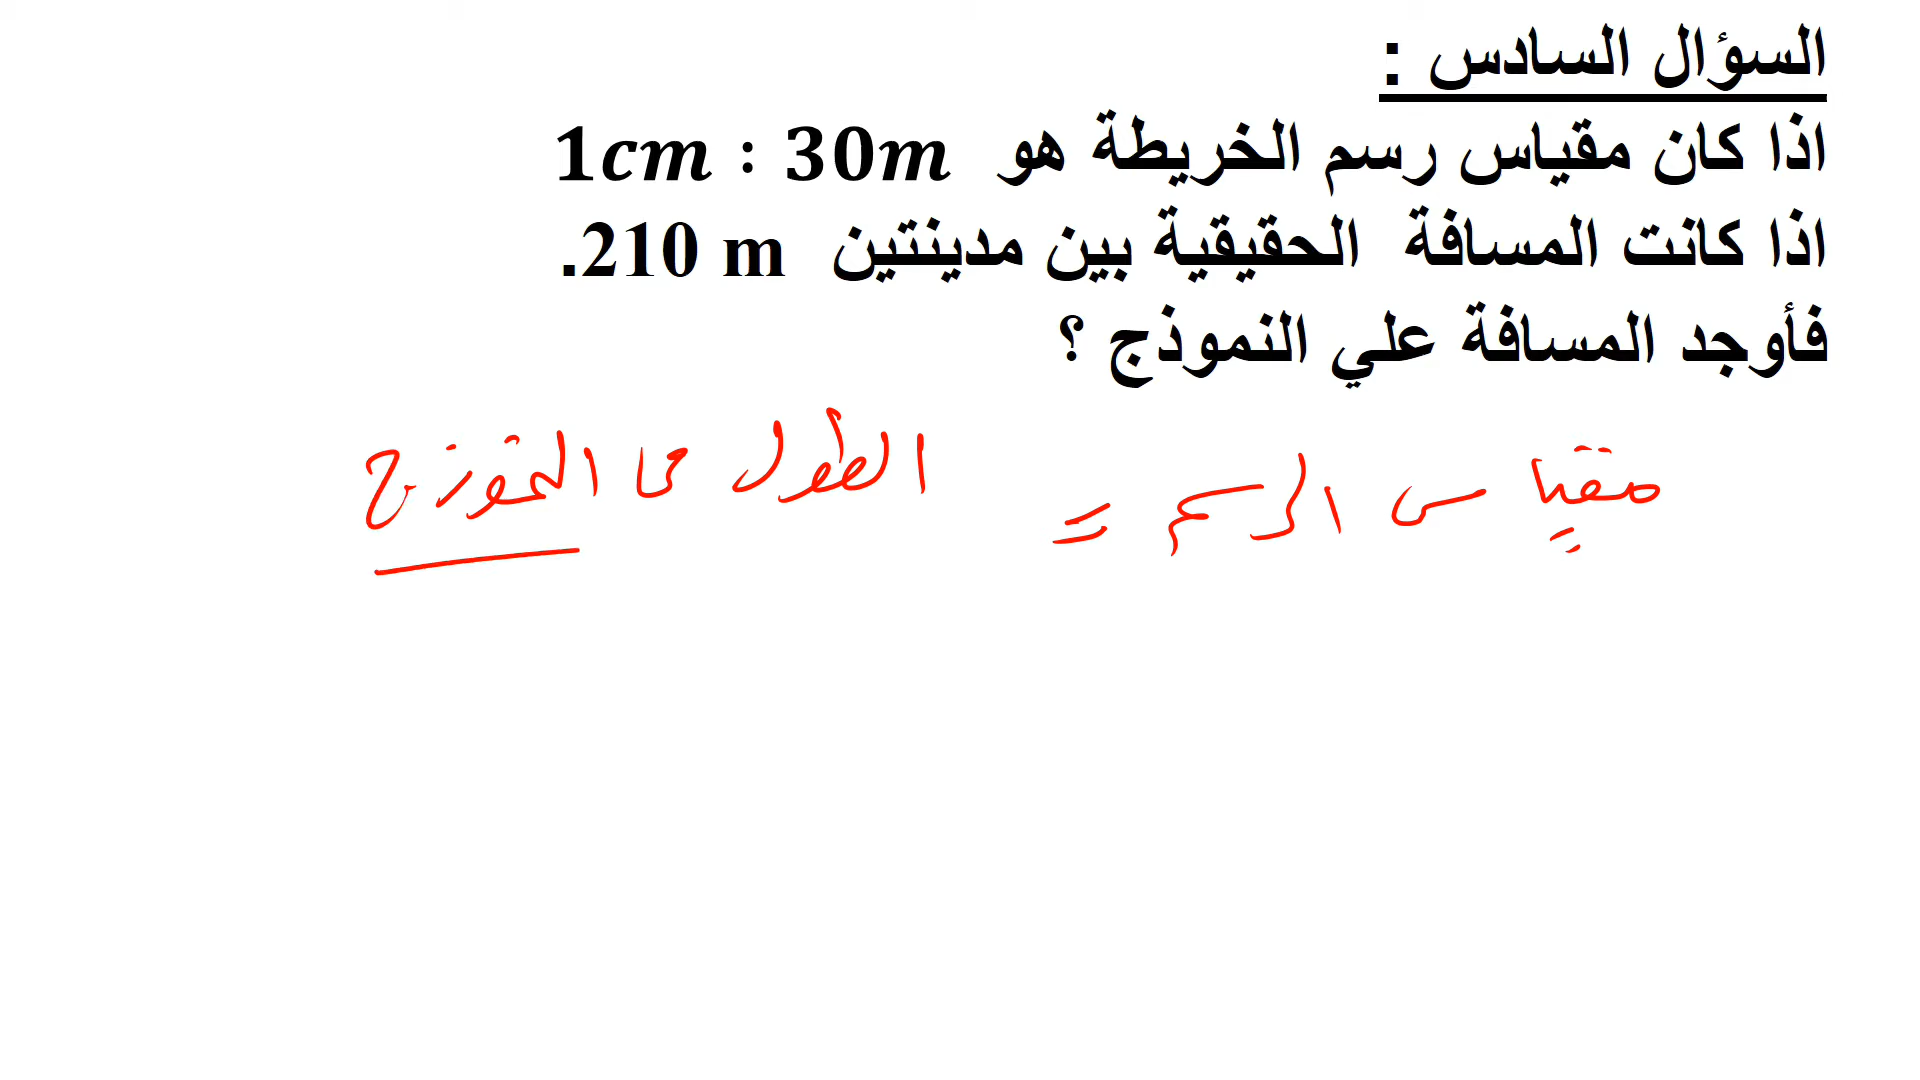 السؤال السادس :
اذا كان مقياس رسم الخريطة هو 1cm : 30m
اذا كانت المسافة الحقيقية بين مدينتين 210 m.
فأوجد المسافة علي النموذج ؟
مقياس الرسم = الطول النموذج